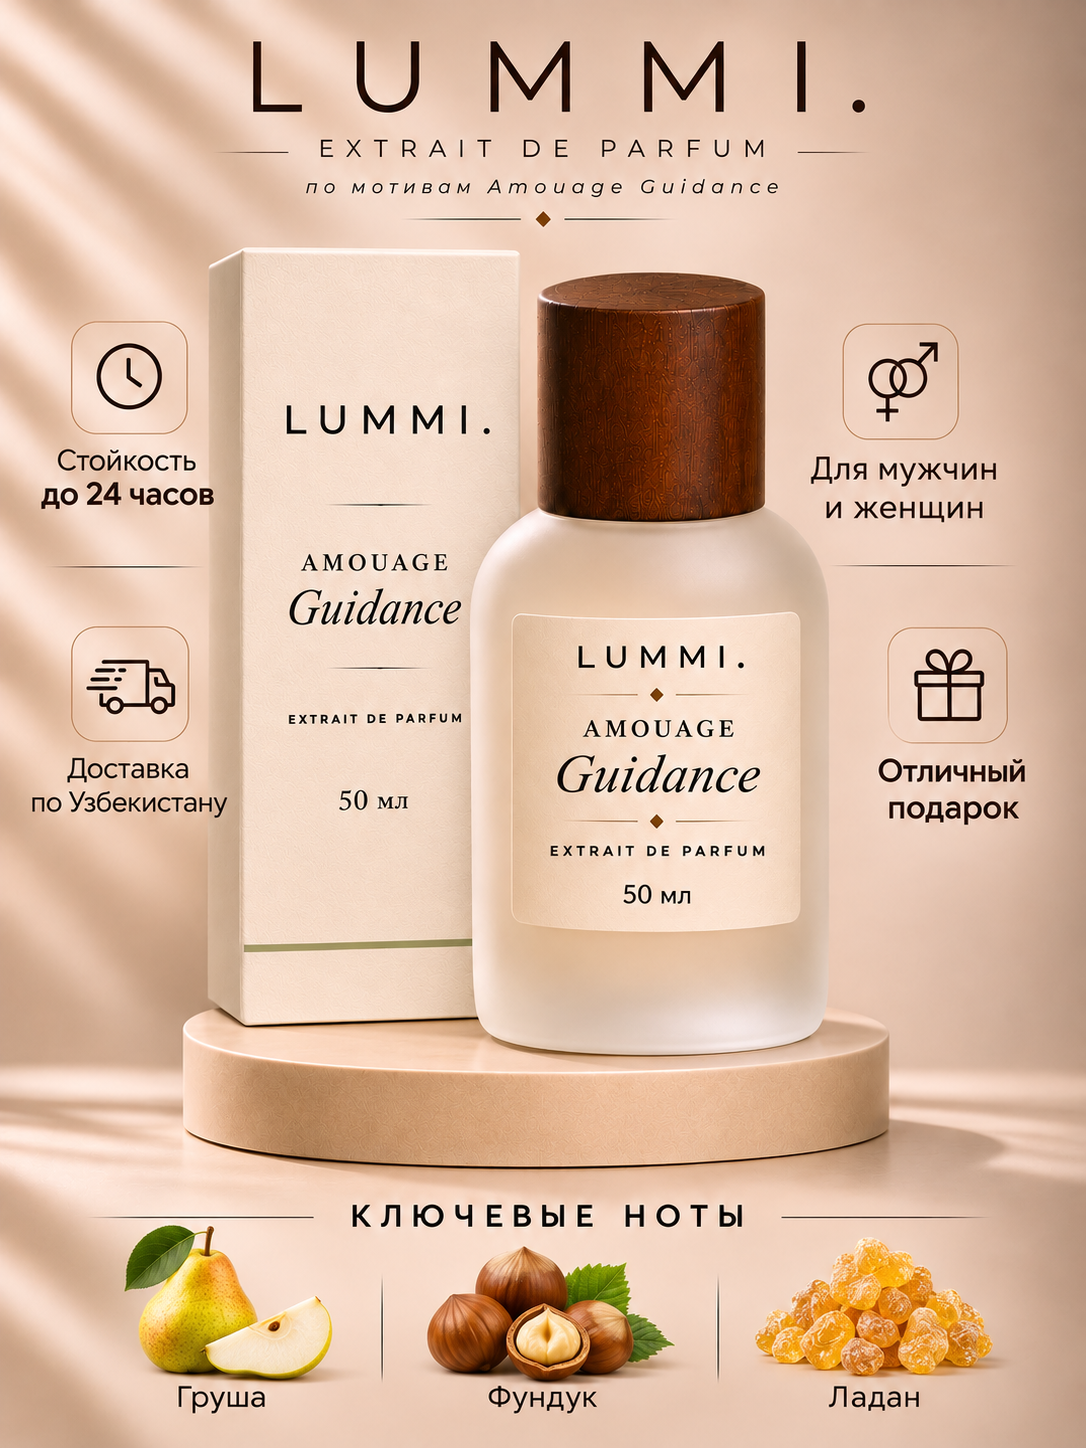 LUMMI.
EXTRAIT DE PARFUM
по мотивам Amouage Guidance
Стойкость
до 24 часов
Для мужчин
и женщин
Доставка
по Узбекистану
Отличный
подарок
LUMMI.
AMOUAGE
Guidance
EXTRAIT DE PARFUM
50 мл
LUMMI.
AMOUAGE
Guidance
EXTRAIT DE PARFUM
50 мл
КЛЮЧЕВЫЕ НОТЫ
Груша
Фундук
Ладан